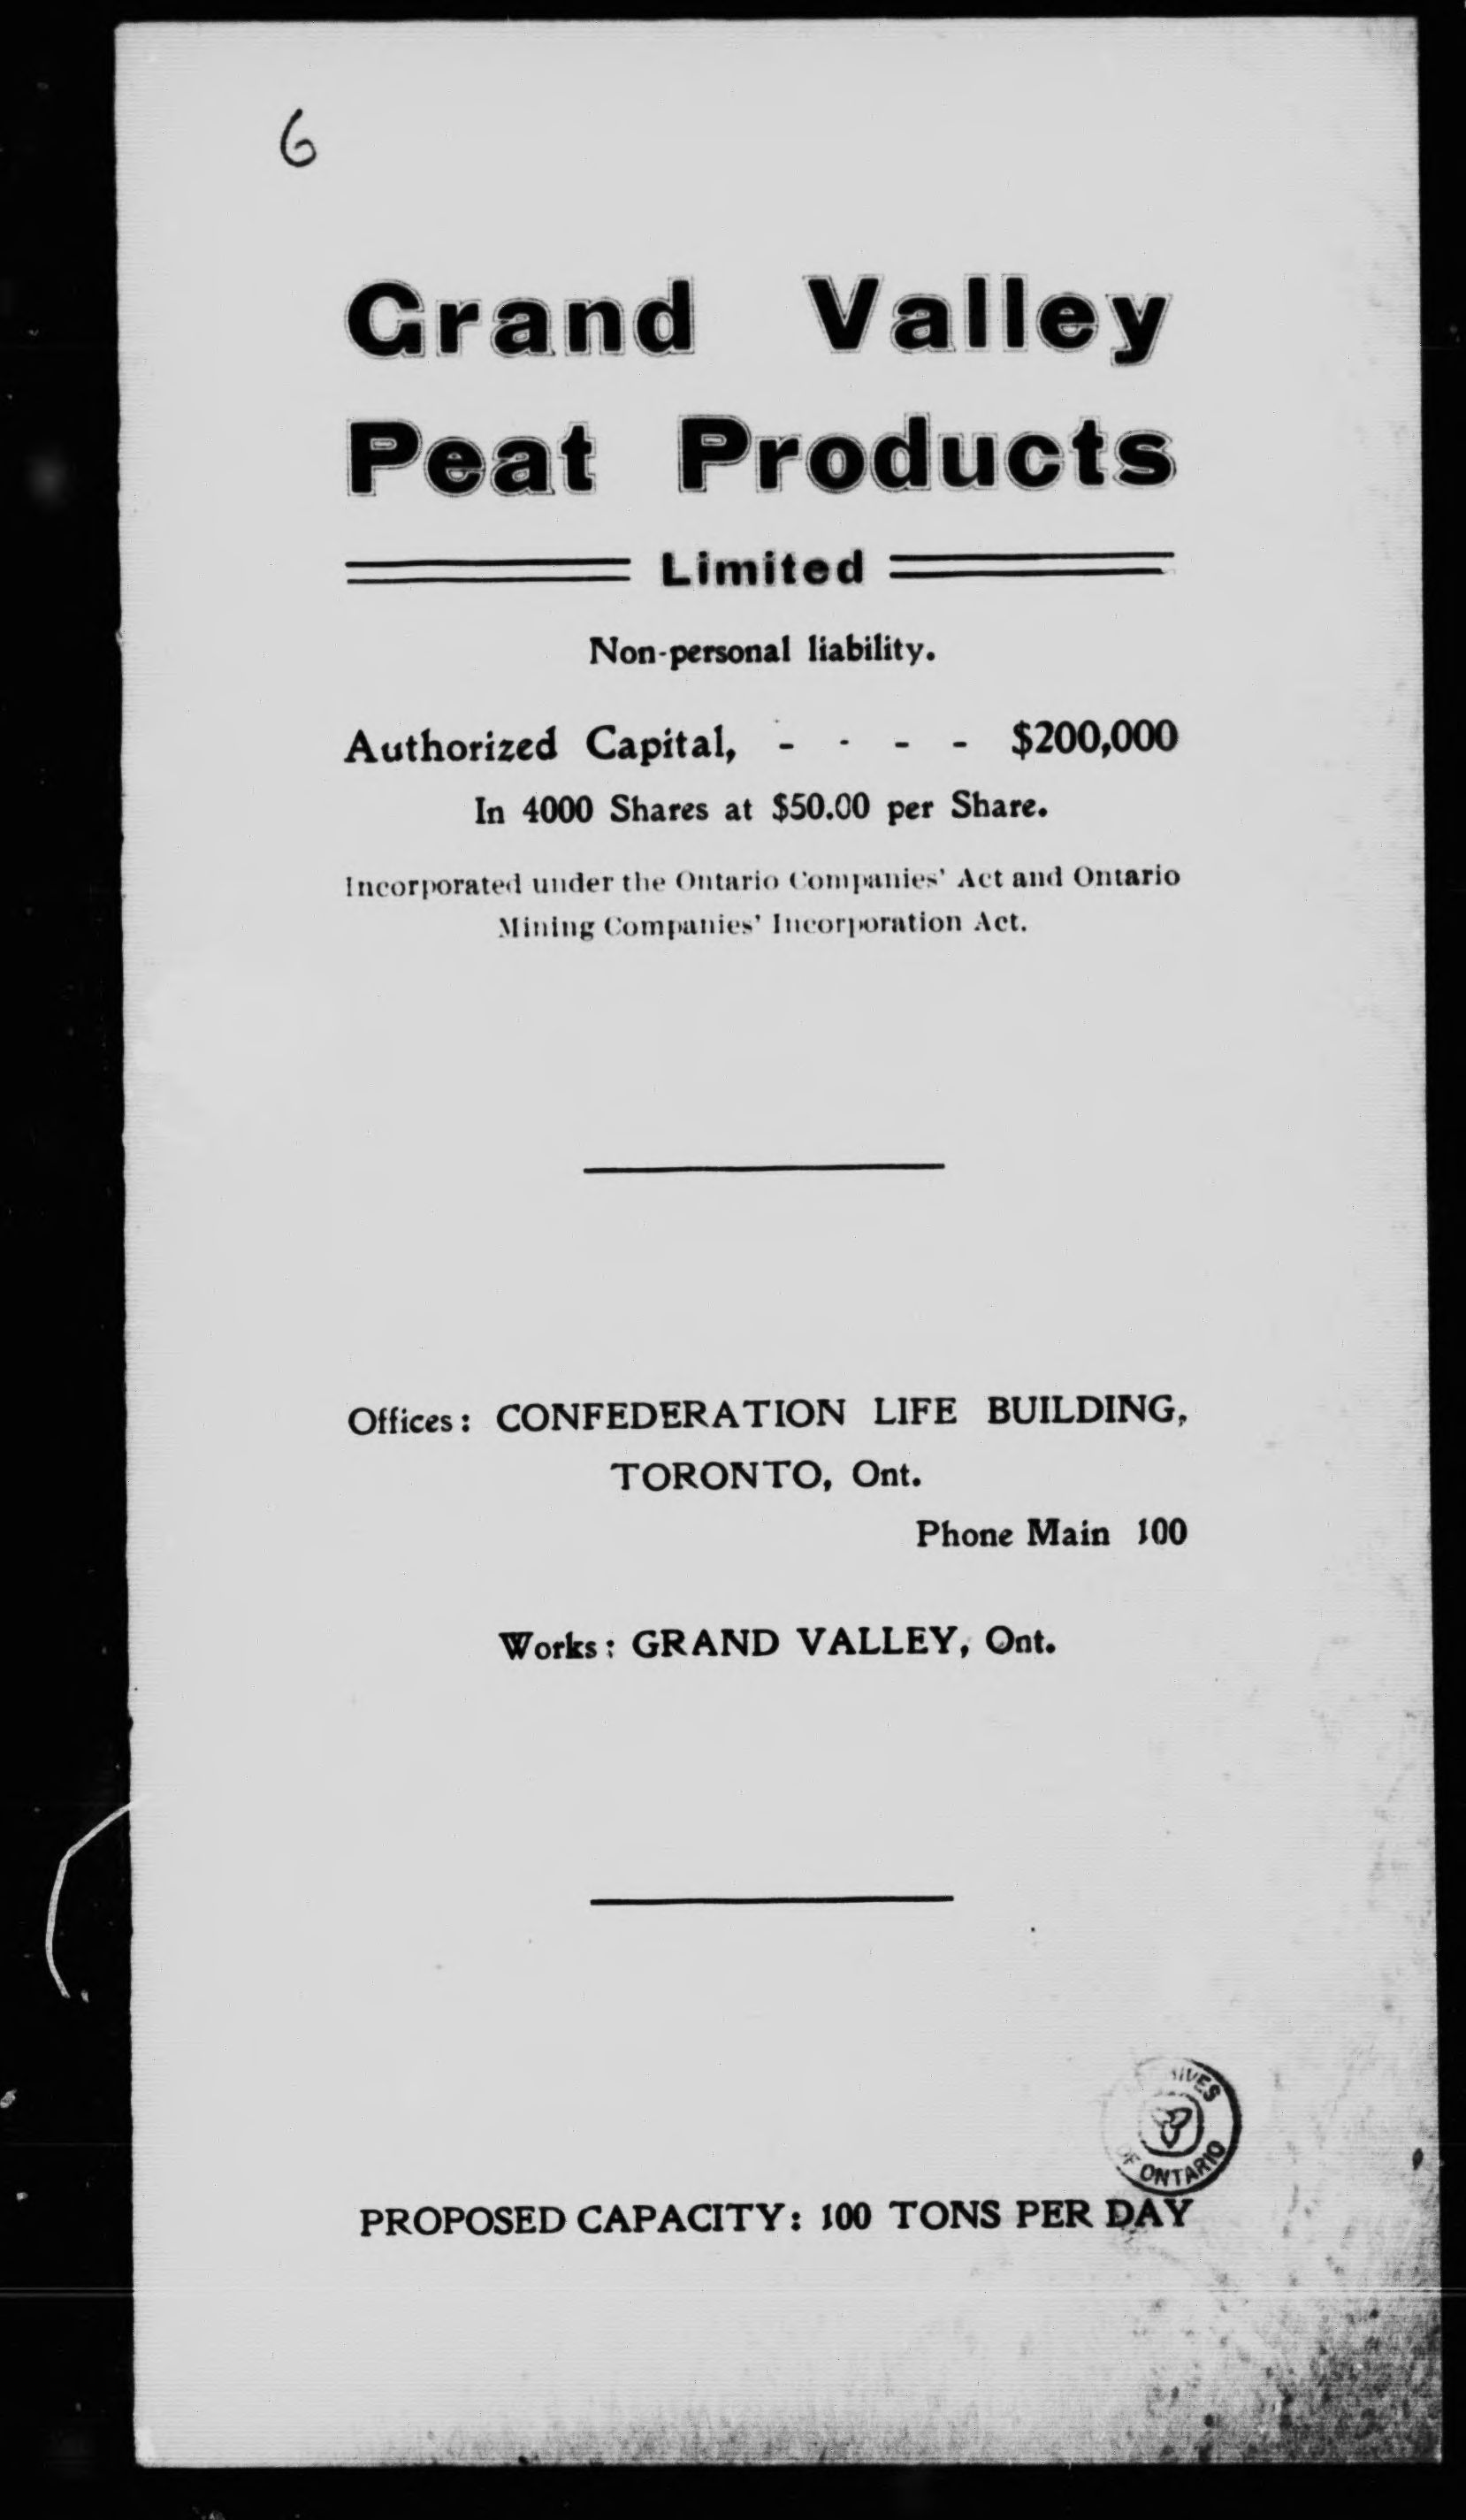 6
Grand Valley
Peat Products
Limited
Non-personal liability.
Authorized Capital, - - - - $200,000
In 4000 Shares at $50.00 per Share.
Incorporated under the Ontario Companies' Act and Ontario
Mining Companies' Incorporation Act.
Offices: CONFEDERATION LIFE BUILDING,
TORONTO, Ont.
Phone Main 100
Works: GRAND VALLEY, Ont.
OF ONTARIO
PROPOSED CAPACITY: 100 TONS PER DAY